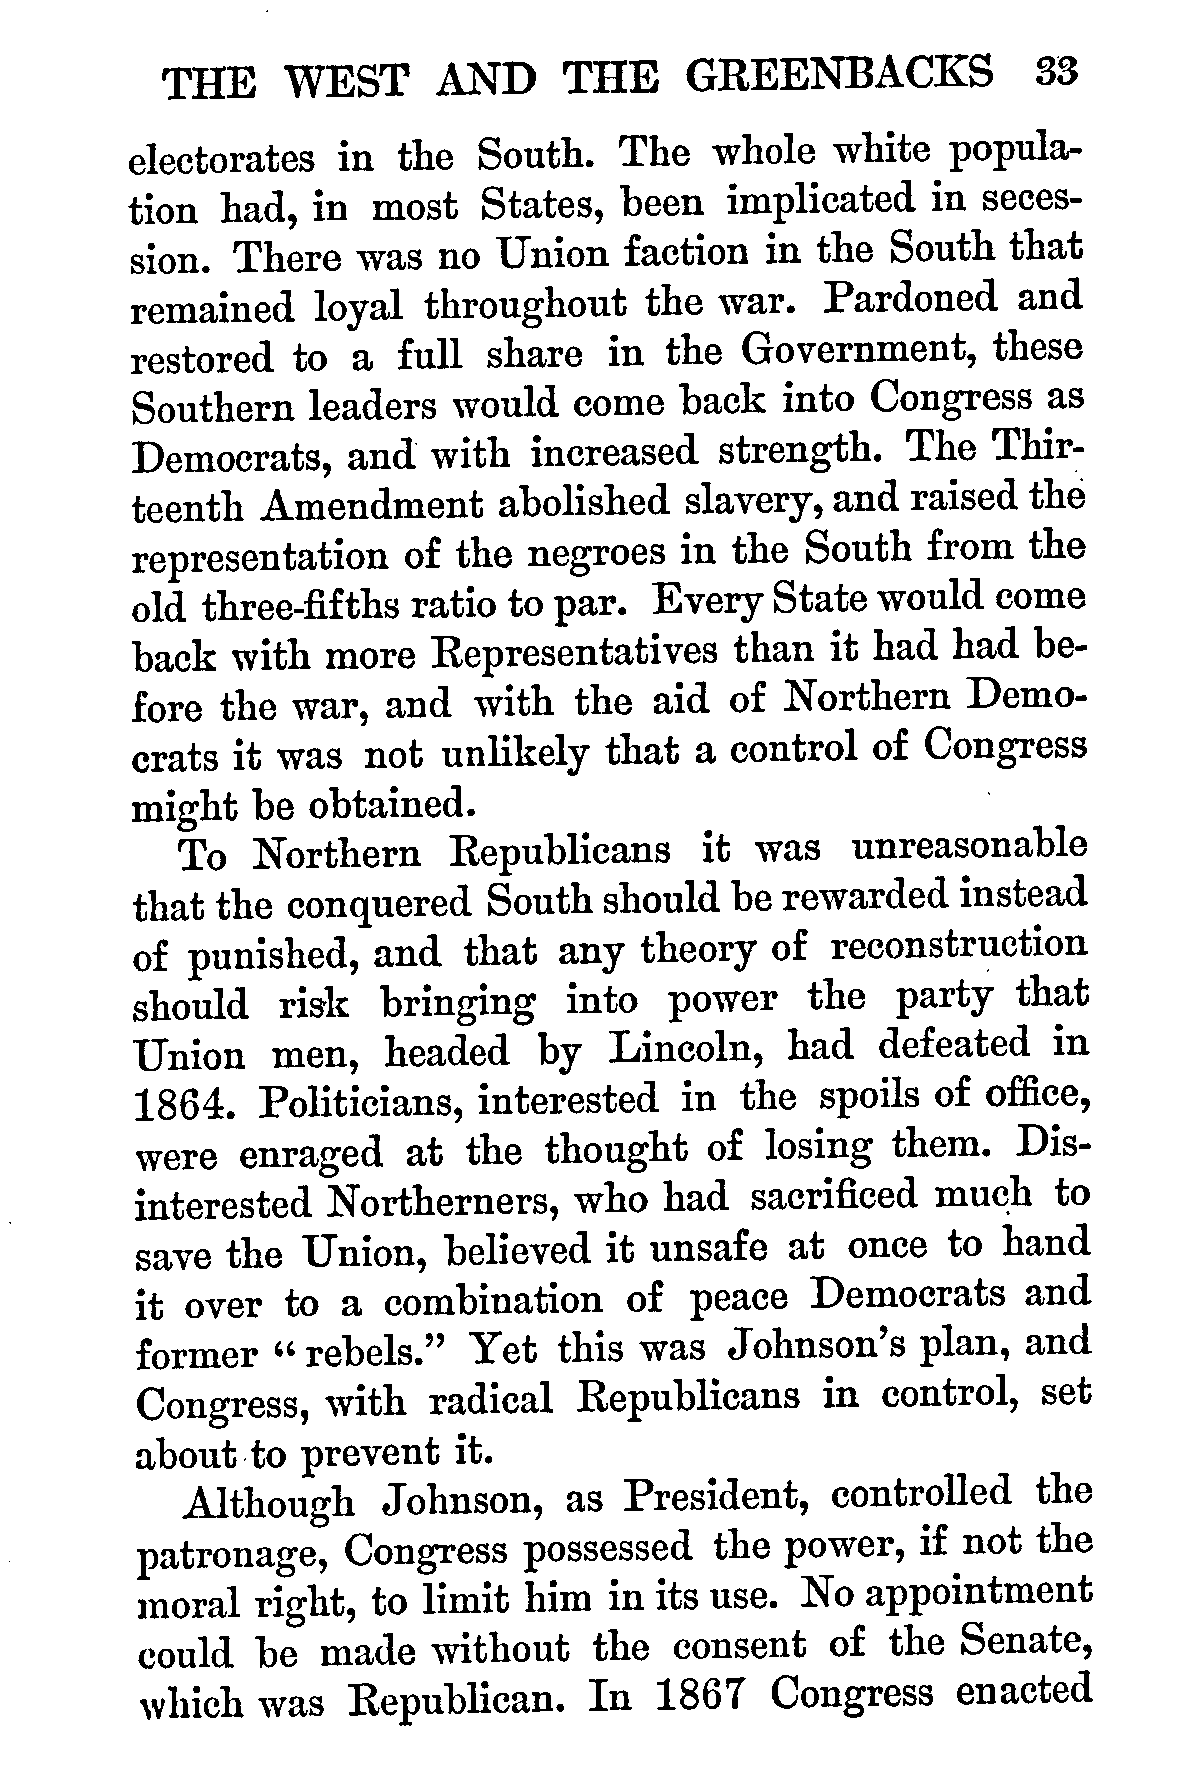 THE WEST AND THE GREENBACKS 33
electorates in the South. The whole white popula-
tion had, in most States, been implicated in seces-
sion. There was no Union faction in the South that
remained loyal throughout the war. Pardoned and
restored to a full share in the Government, these
Southern leaders would come back into Congress as
Democrats, and with increased strength. The Thir-
teenth Amendment abolished slavery, and raised the
representation of the negroes in the South from the
old three-fifths ratio to par. Every State would come
back with more Representatives than it had had be-
fore the war, and with the aid of Northern Demo-
crats it was not unlikely that a control of Congress
might be obtained.
To Northern Republicans it was unreasonable
that the conquered South should be rewarded instead
of punished, and that any theory of reconstruction
should risk bringing into power the party that
Union men, headed by Lincoln, had defeated in
1864. Politicians, interested in the spoils of office,
were enraged at the thought of losing them. Dis-
interested Northerners, who had sacrificed much to
save the Union, believed it unsafe at once to hand
it over to a combination of peace Democrats and
former “ rebels.” Yet this was Johnson’s plan, and
Congress, with radical Republicans in control, set
about to prevent it.
Although Johnson, as President, controlled the
patronage, Congress possessed the power, if not the
moral right, to limit him in its use. No appointment
could be made without the consent of the Senate,
which was Republican. In 1867 Congress enacted